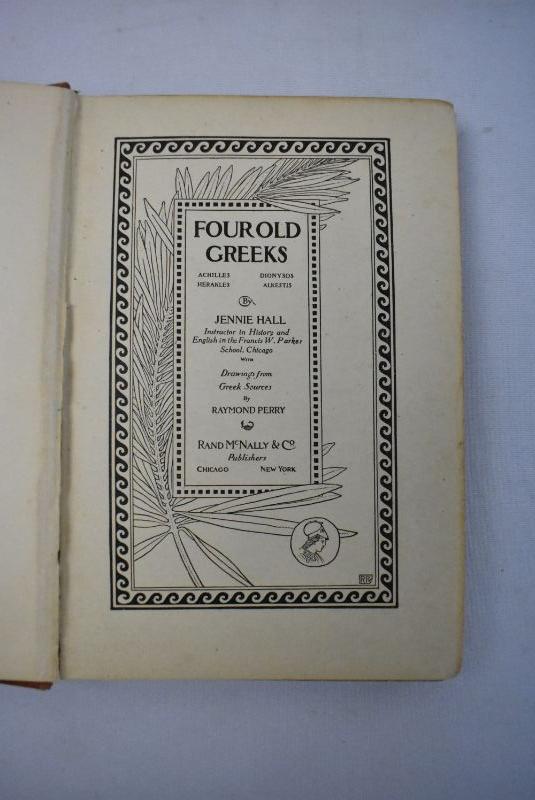 FOUR OLD
GREEKS
ACHILLES DIONYSOS
HERAKLES ALKESTIS
By
JENNIE HALL
Instructor in History and
English in the Francis W. Parker
School, Chicago
With
Drawings from
Greek Sources
By
RAYMOND PERRY
RAND McNALLY & Co.
Publishers
CHICAGO NEW YORK